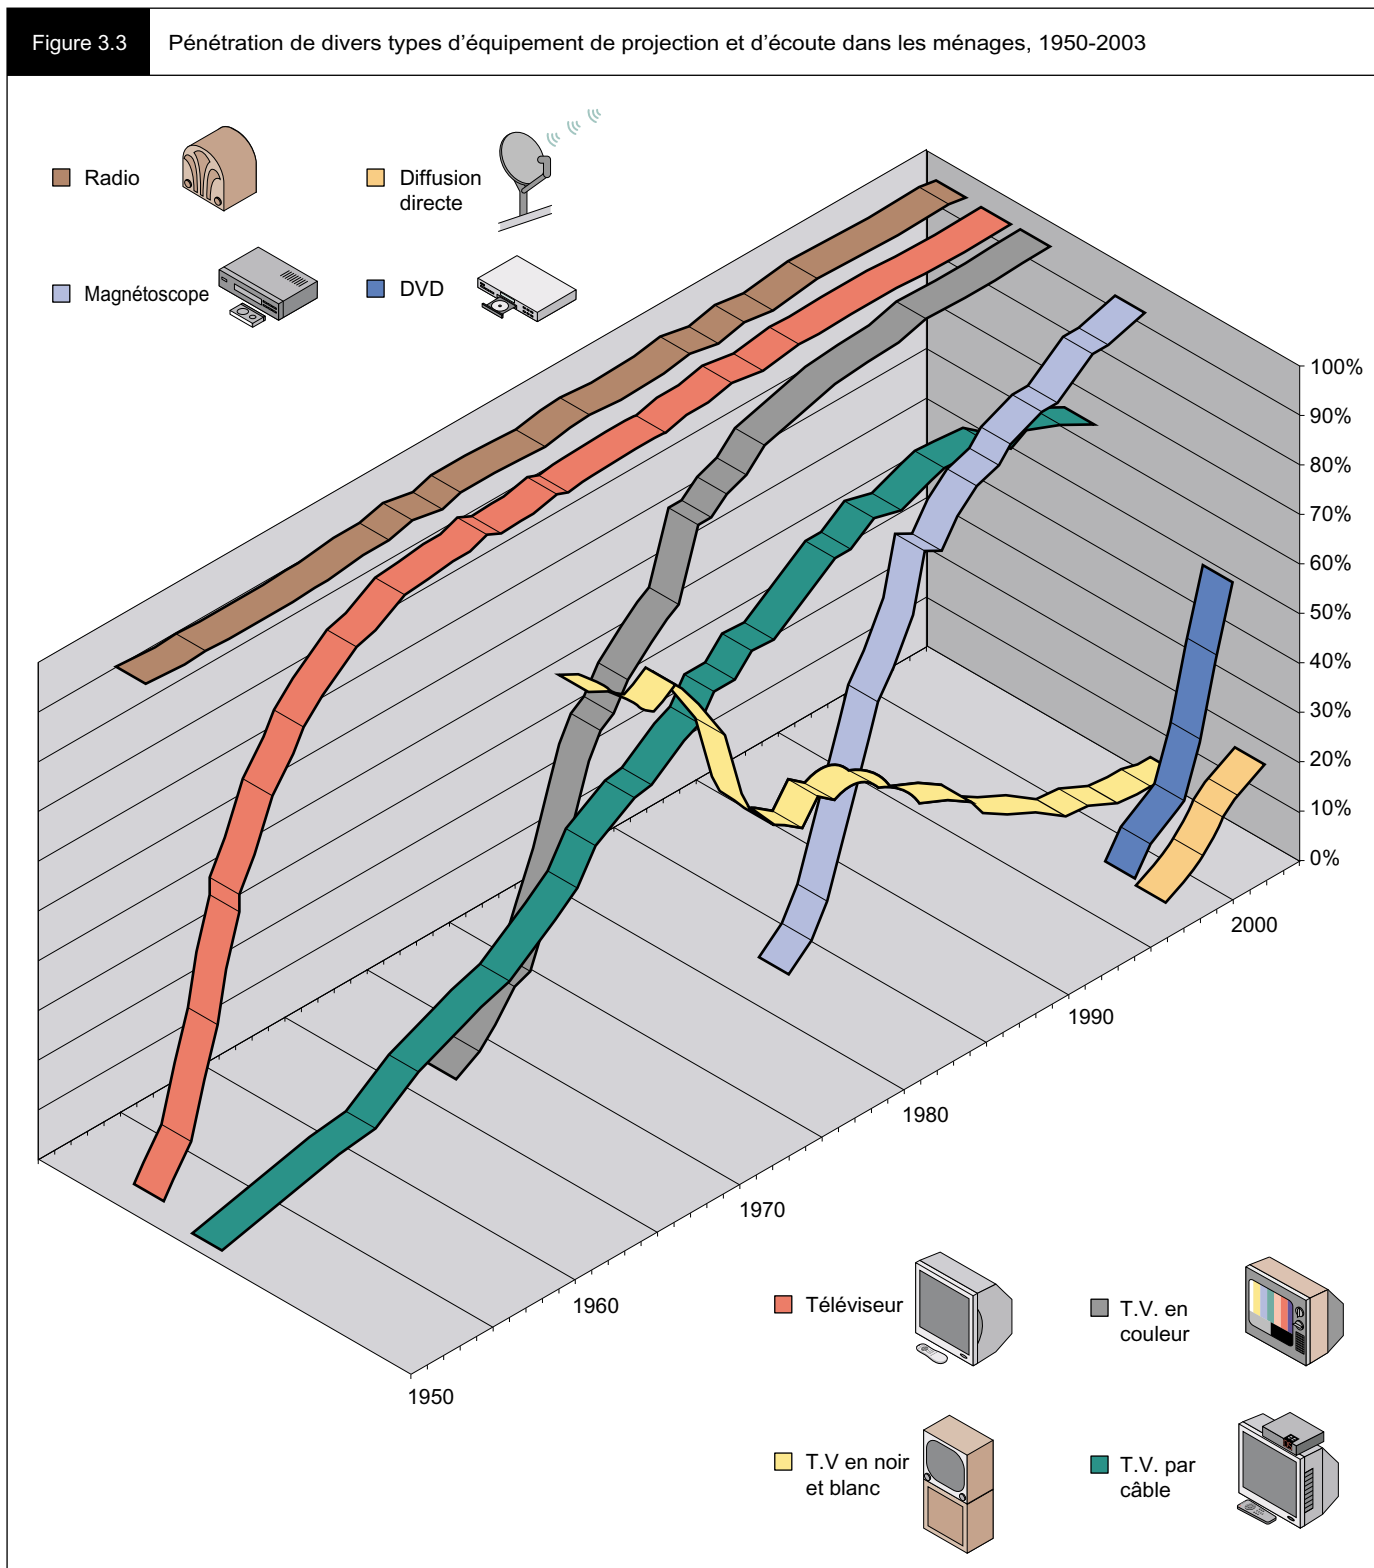 Figure 3.3
Pénétration de divers types d'équipement de projection et d'écoute dans les ménages, 1950-2003
Radio
Diffusion
directe
Magnétoscope
DVD
100%
90%
80%
70%
60%
50%
40%
30%
20%
10%
0%
2000
1990
1980
1970
1960
1950
Téléviseur
T.V. en
couleur
T.V en noir
et blanc
T.V. par
câble